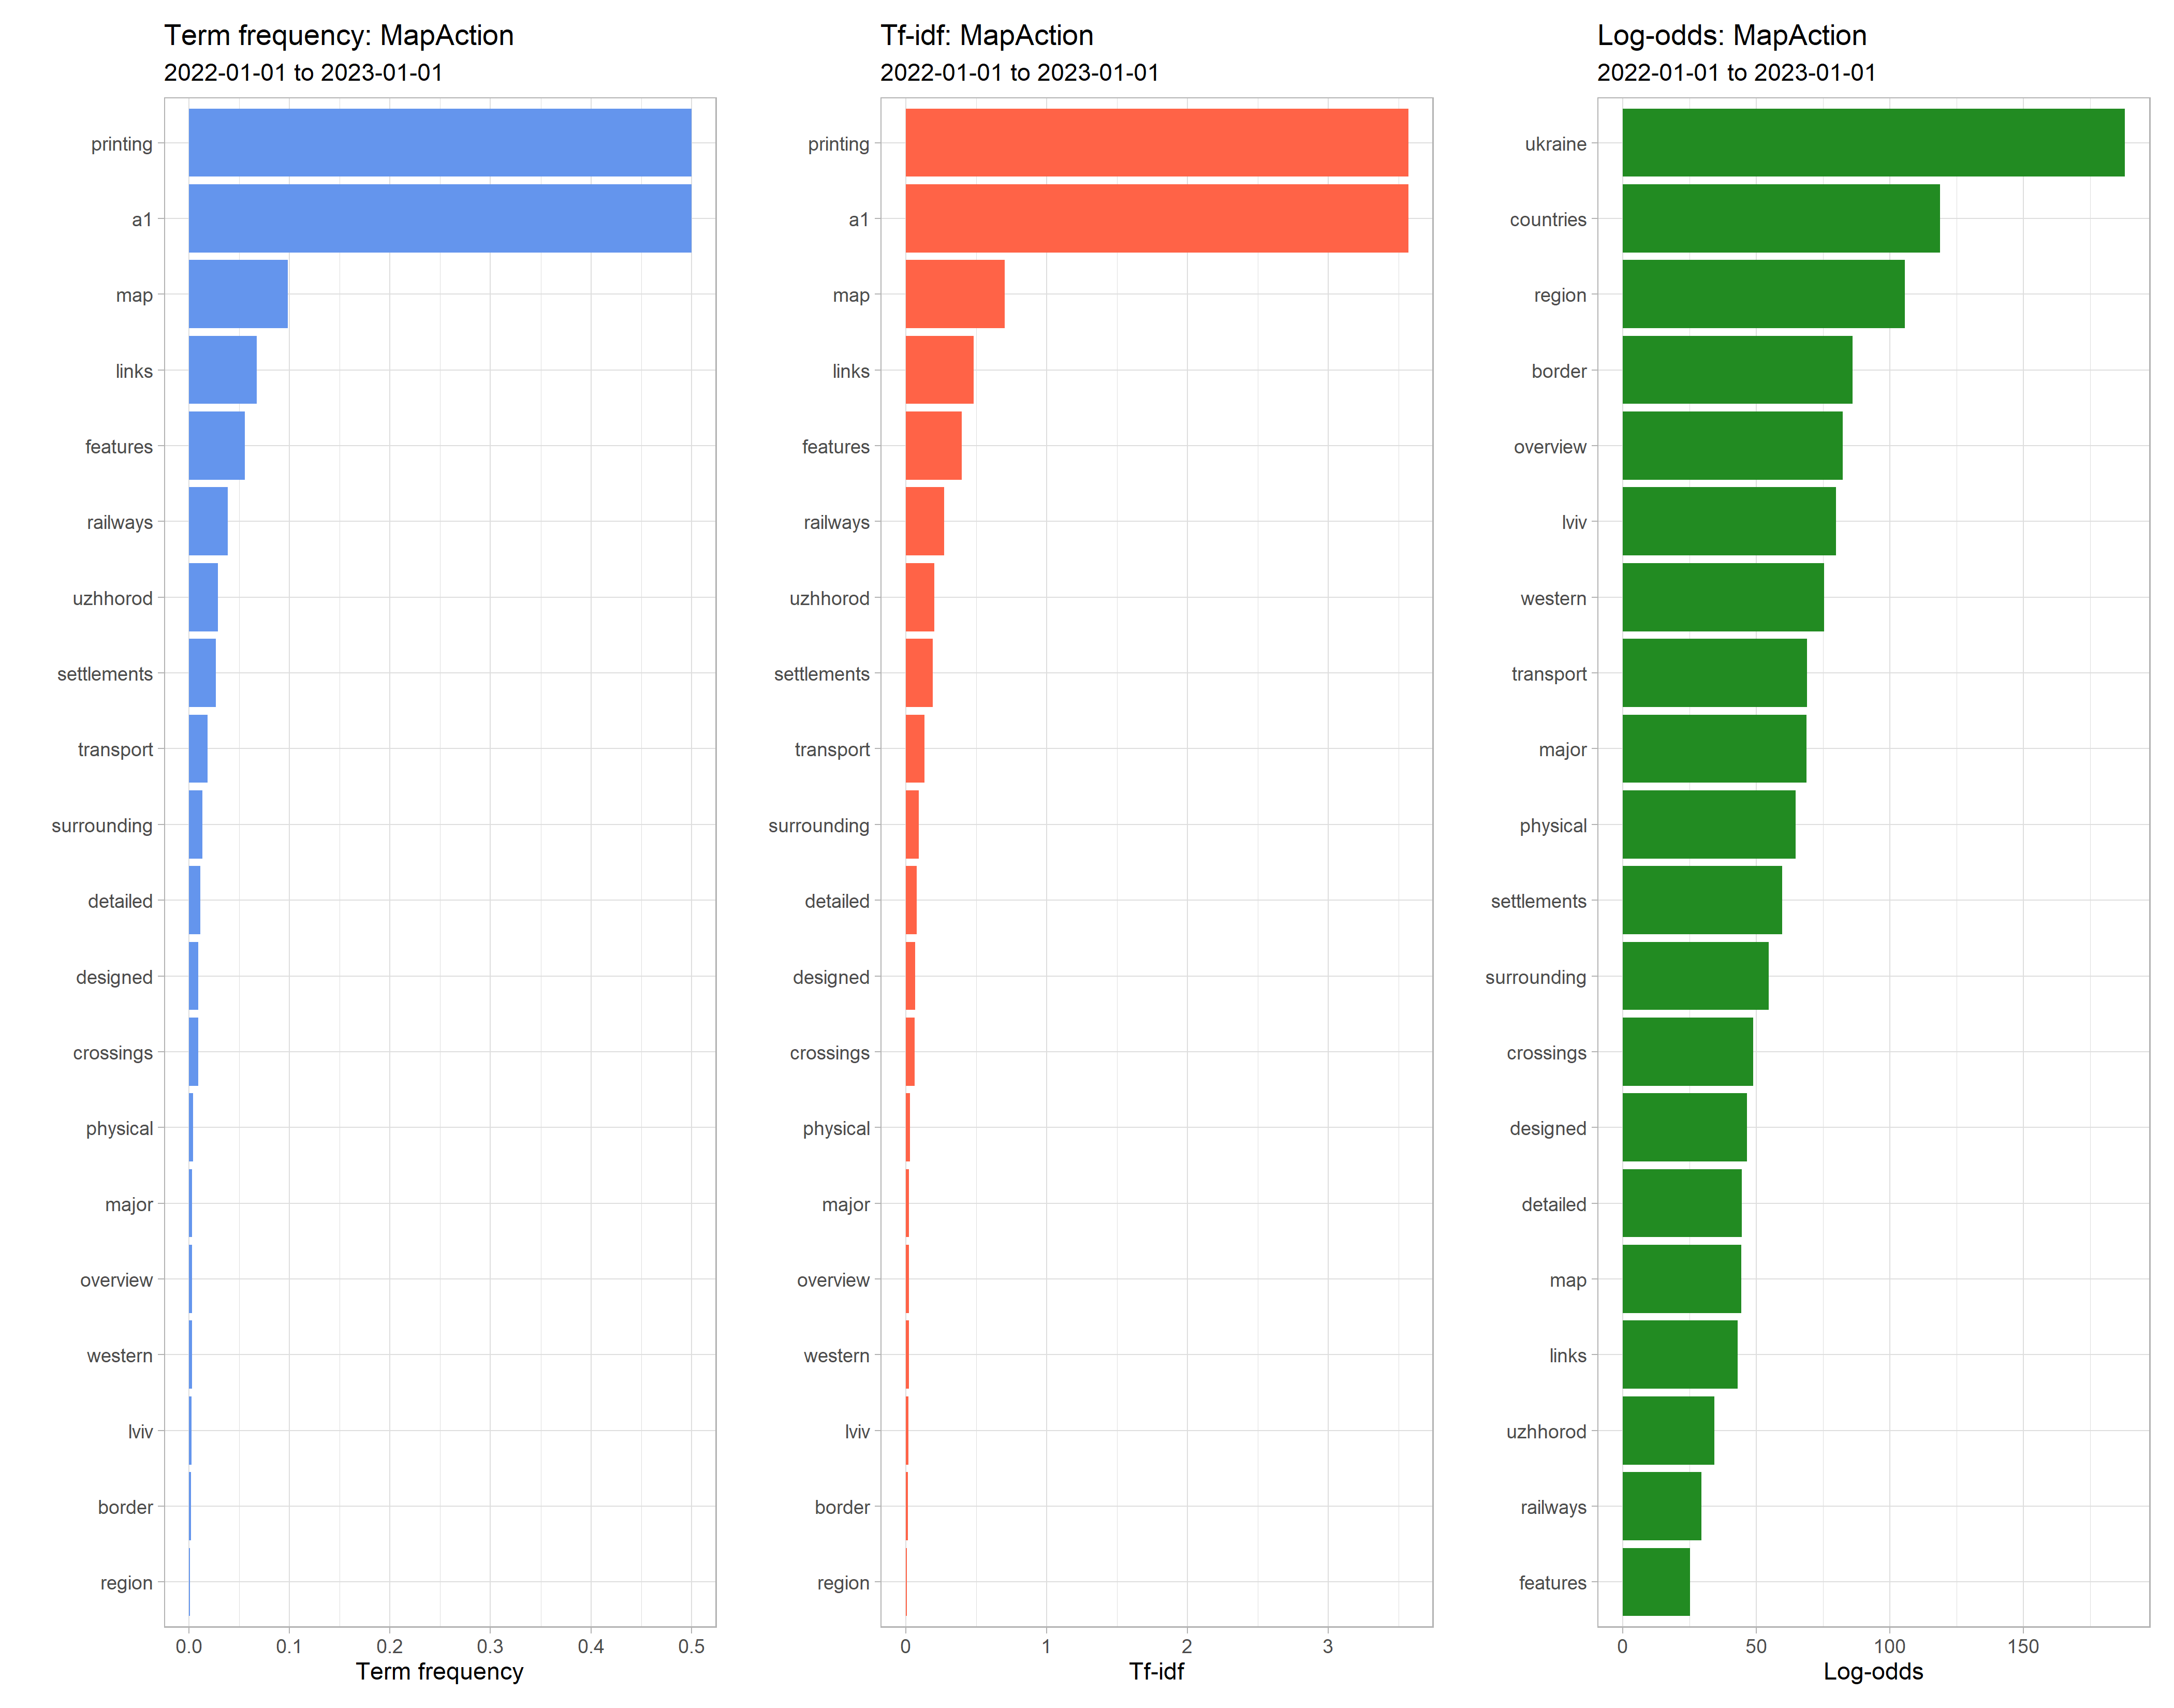 Term frequency: MapAction
2022-01-01 to 2023-01-01
printing
a1
map
links
features
railways
uzhhorod
settlements
transport
surrounding
detailed
designed
crossings
physical
major
overview
western
lviv
border
region
0.0 0.1 0.2 0.3 0.4 0.5
Term frequency
Tf-idf: MapAction
2022-01-01 to 2023-01-01
printing
a1
map
links
features
railways
uzhhorod
settlements
transport
surrounding
detailed
designed
crossings
physical
major
overview
western
lviv
border
region
0 1 2 3
Tf-idf
Log-odds: MapAction
2022-01-01 to 2023-01-01
ukraine
countries
region
border
overview
lviv
western
transport
major
physical
settlements
surrounding
crossings
designed
detailed
map
links
uzhhorod
railways
features
0 50 100 150
Log-odds